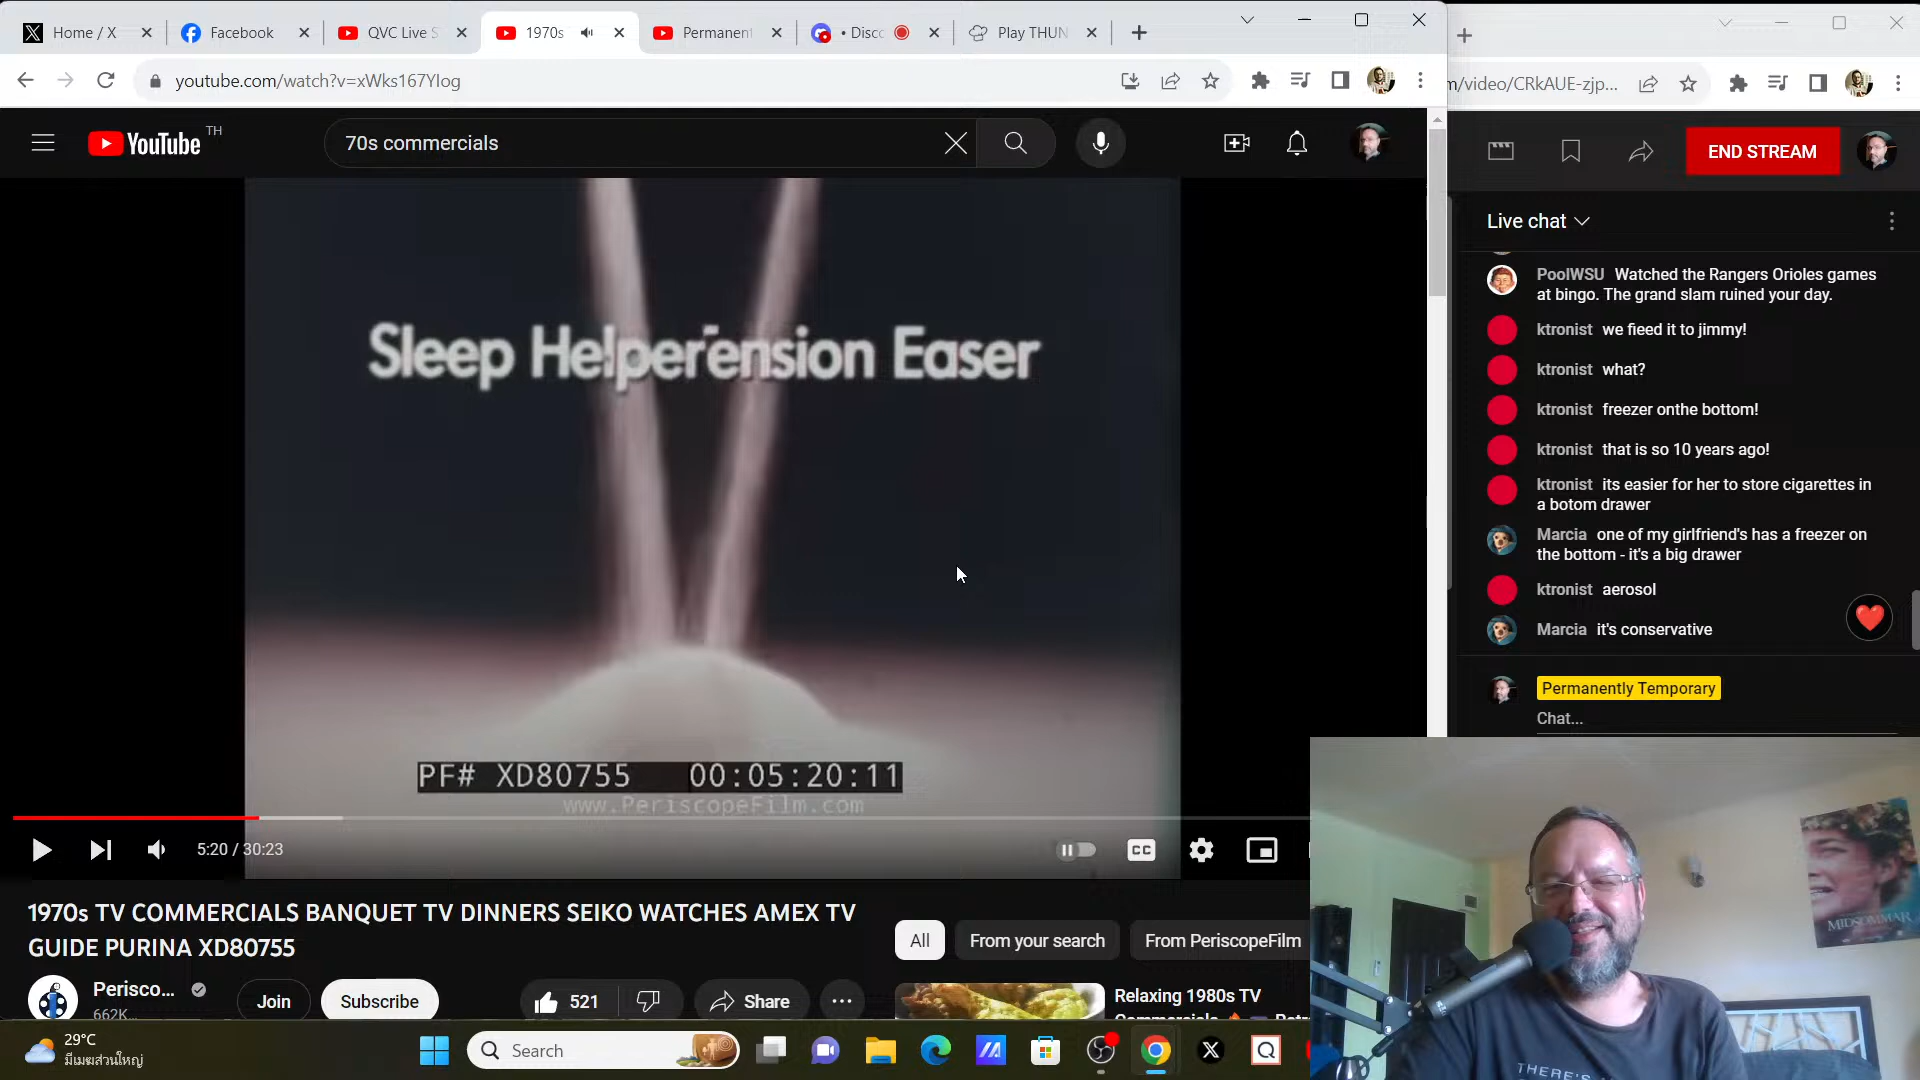 Home / X
Facebook
QVC Live S
1970s
Permanent
• Disc
Play THUN
youtube.com/watch?v=xWks167YIog
n/video/CRkAUE-zjp...
YouTube TH
70s commercials
END STREAM
Live chat
PoolWSU Watched the Rangers Orioles games
at bingo. The grand slam ruined your day.
ktronist we fieed it to jimmy!
ktronist what?
ktronist freezer onthe bottom!
ktronist that is so 10 years ago!
ktronist its easier for her to store cigarettes in
a botom drawer
Marcia one of my girlfriend's has a freezer on
the bottom - it's a big drawer
ktronist aerosol
Marcia it's conservative
Permanently Temporary
Chat...
Sleep Helper ension Easer
PF# XD80755 00:05:20:11
www.PeriscopeFilm.com
5:20 / 30:23
CC
1970s TV COMMERCIALS BANQUET TV DINNERS SEIKO WATCHES AMEX TV
GUIDE PURINA XD80755
Perisco...
662K...
Join
Subscribe
521
Share
All
From your search
From PeriscopeFilm
Relaxing 1980s TV
MIDSOMMAR
THERE'S
29°C
มีเมฆส่วนใหญ่
Search